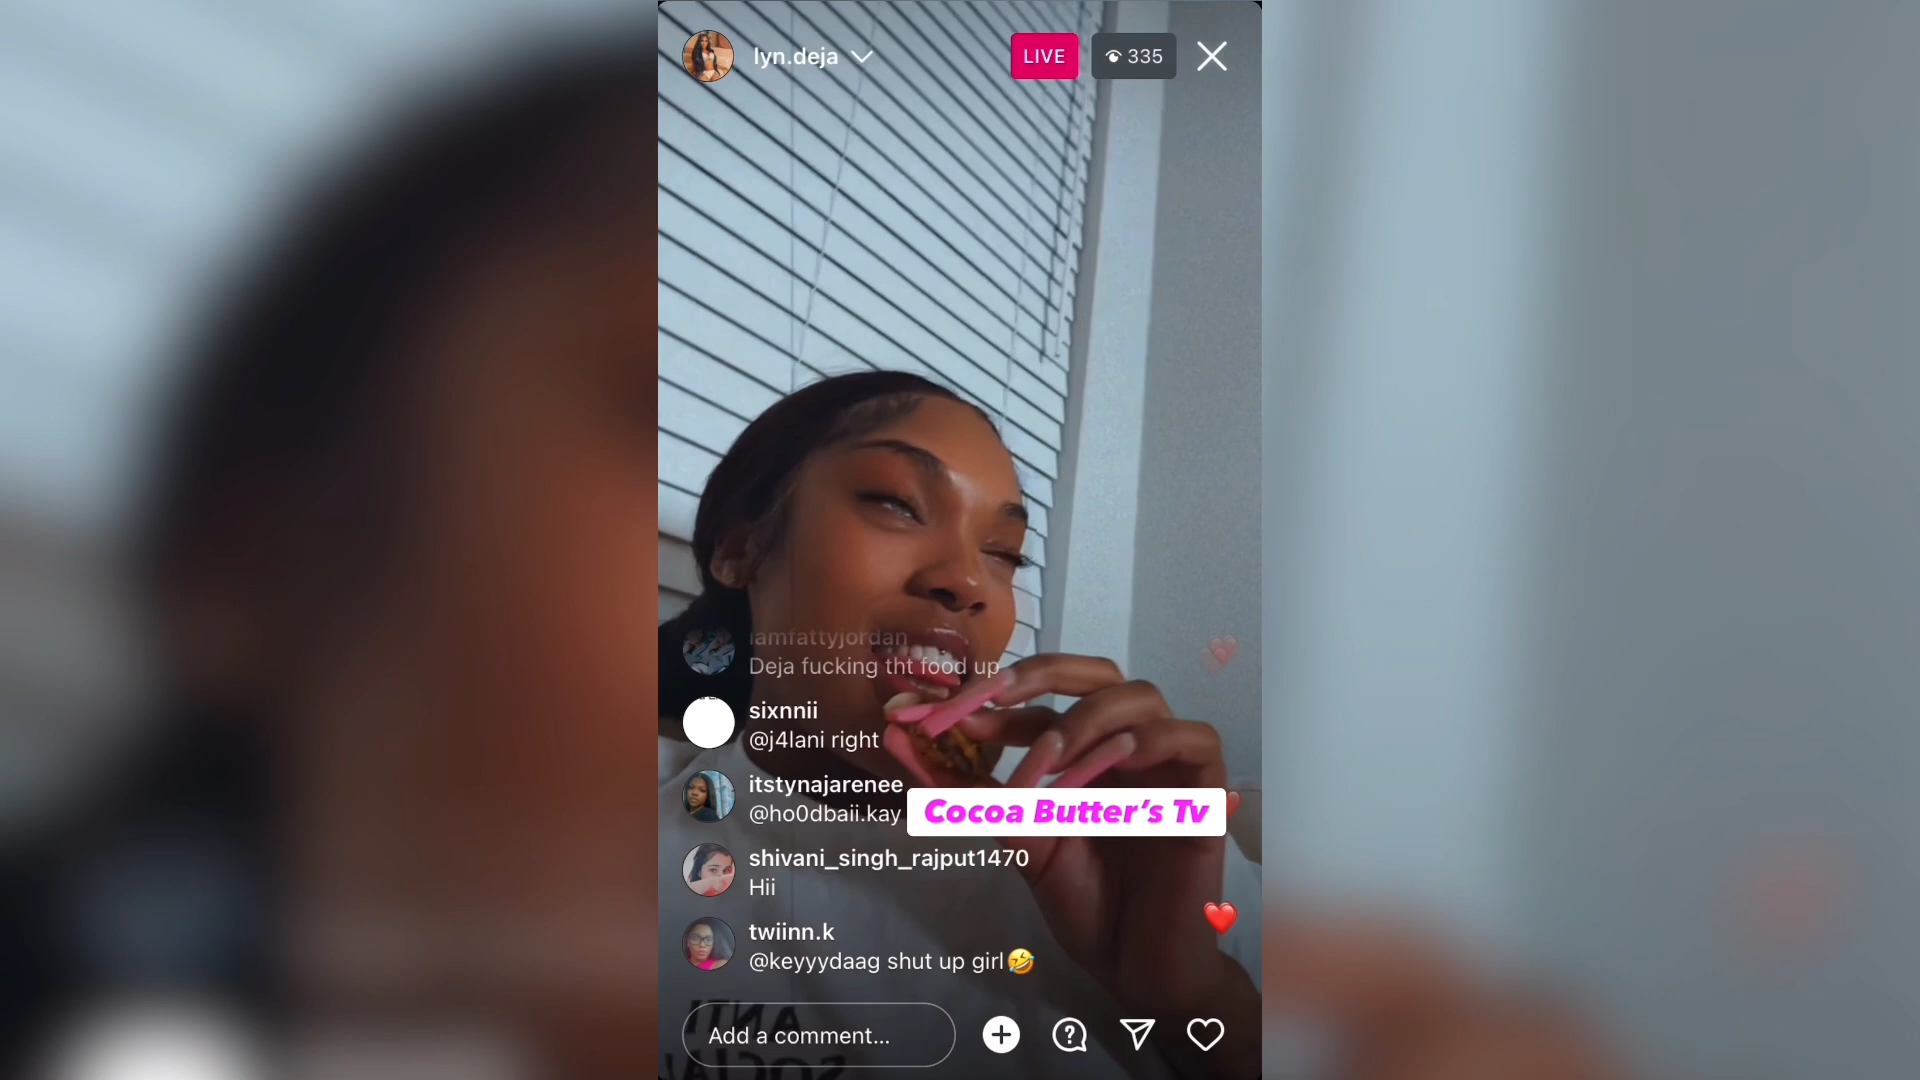 lyn.deja
LIVE
335
iamfattyjordan
Deja fucking tht food up
sixnnii
@j4lani right
itstynajarenee
@ho0dbaii.kay
Cocoa Butter's Tv
shivani_singh_rajput1470
Hii
twiinn.k
@keyyydaag shut up girl🤣
ANTI
Add a comment...